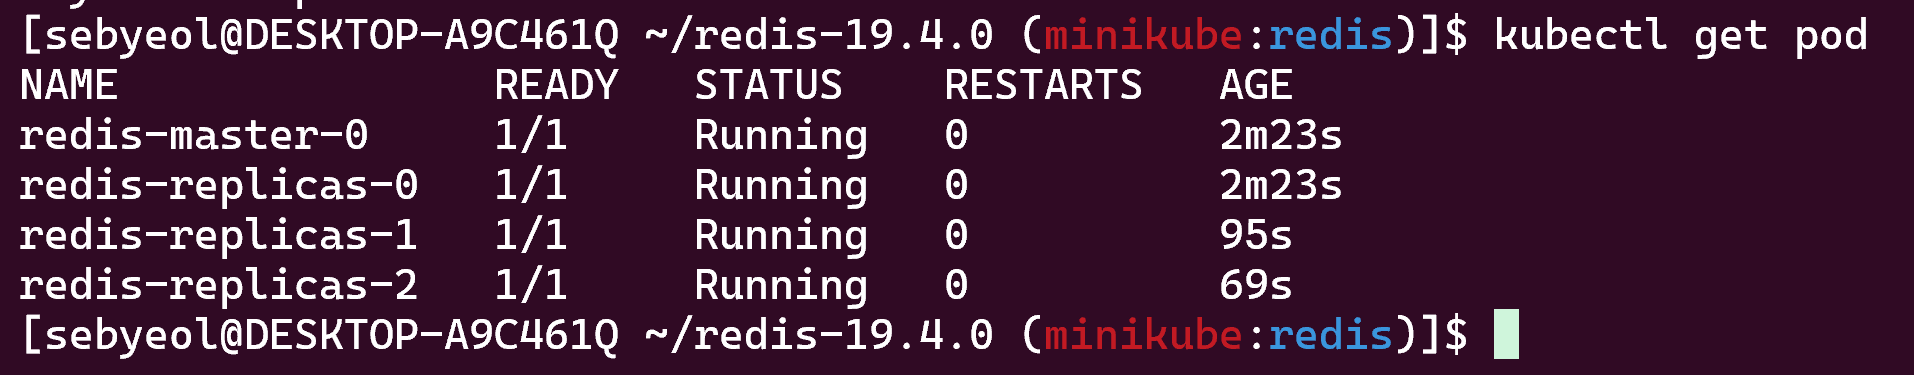 [sebyeol@DESKTOP-A9C461Q ~/redis-19.4.0 (minikube:redis)]$ kubectl get pod
NAME                   READY   STATUS    RESTARTS   AGE
redis-master-0     1/1     Running   0          2m23s
redis-replicas-0   1/1     Running   0          2m23s
redis-replicas-1   1/1     Running   0          95s
redis-replicas-2   1/1     Running   0          69s
[sebyeol@DESKTOP-A9C461Q ~/redis-19.4.0 (minikube:redis)]$